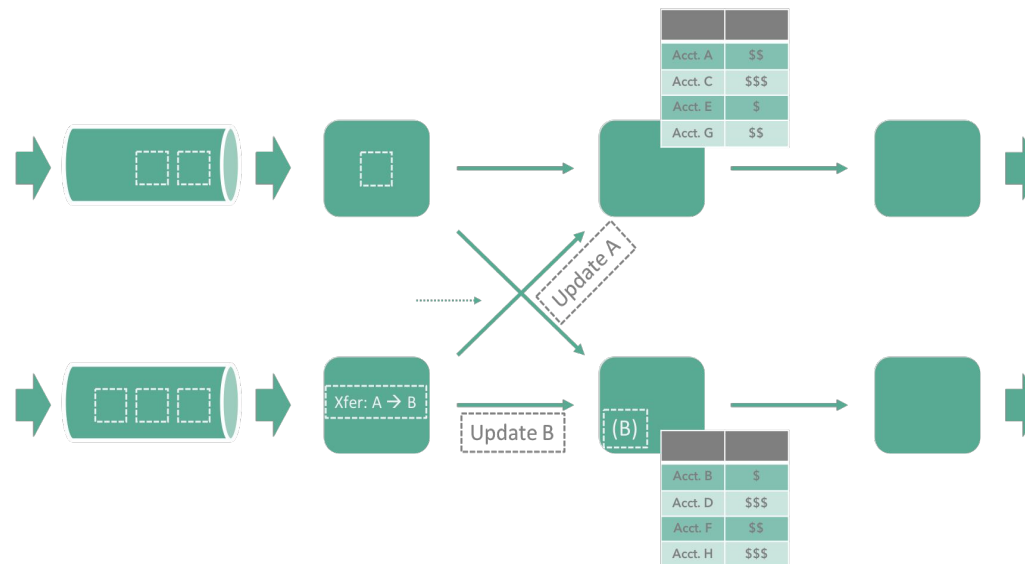 Acct. A $$
Acct. C $$$
Acct. E $
Acct. G $$
Update A
Xfer: A → B
Update B
(B)
Acct. B $
Acct. D $$$
Acct. F $$
Acct. H $$$